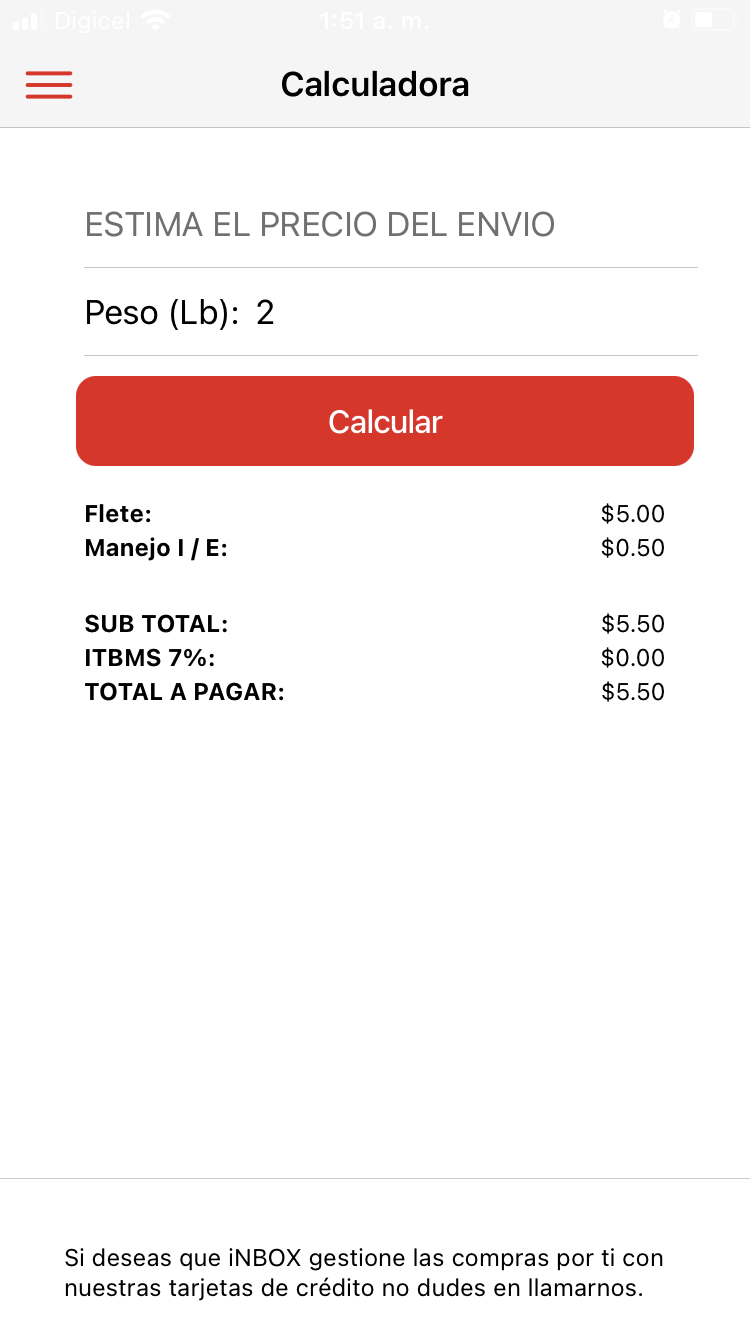 Digicel 1:51 a. m.
Calculadora
ESTIMA EL PRECIO DEL ENVIO
Peso (Lb): 2
Calcular
Flete: $5.00
Manejo I / E: $0.50
SUB TOTAL: $5.50
ITBMS 7%: $0.00
TOTAL A PAGAR: $5.50
Si deseas que iNBOX gestione las compras por ti con
nuestras tarjetas de crédito no dudes en llamarnos.